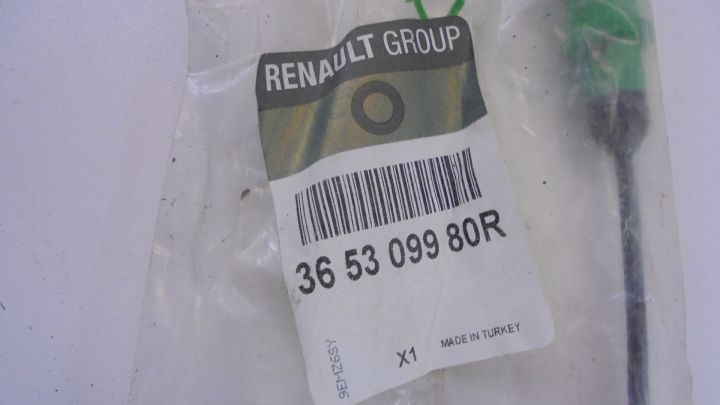 RENAULT GROUP
36 53 099 80R
9EMZ6SY
X1
MADE IN TURKEY